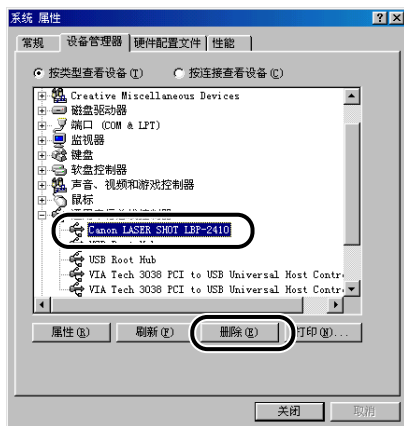 系统 属性
常规 设备管理器 硬件配置文件 性能
按类型查看设备(T) 按连接查看设备(C)
Creative Miscellaneous Devices
磁盘驱动器
端口 (COM & LPT)
监视器
键盘
软盘控制器
声音、视频和游戏控制器
鼠标
Canon LASER SHOT LBP-2410
USB Root Hub
USB Root Hub
VIA Tech 3038 PCI to USB Universal Host Contr
VIA Tech 3038 PCI to USB Universal Host Contr
属性(R) 刷新(F) 删除(E) 打印(N)...
关闭 取消